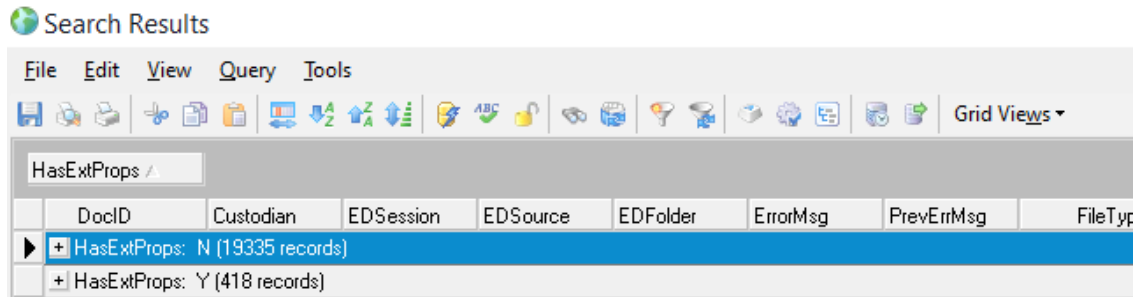 Search Results
File Edit View Query Tools
ABC Grid Views
HasExtProps
DocID Custodian EDSession EDSource EDFolder ErrorMsg PrevErrMsg FileTyp
HasExtProps: N (19335 records)
HasExtProps: Y (418 records)